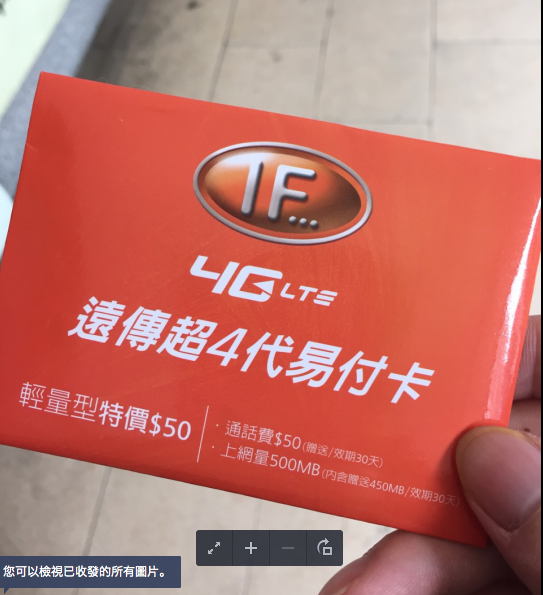 IF...
4G LTE
遠傳超4代易付卡
輕量型特價$50
· 通話費$50(贈送/效期30天)
· 上網量500MB(內含贈送450MB/效期30天)
您可以檢視已收發的所有圖片。